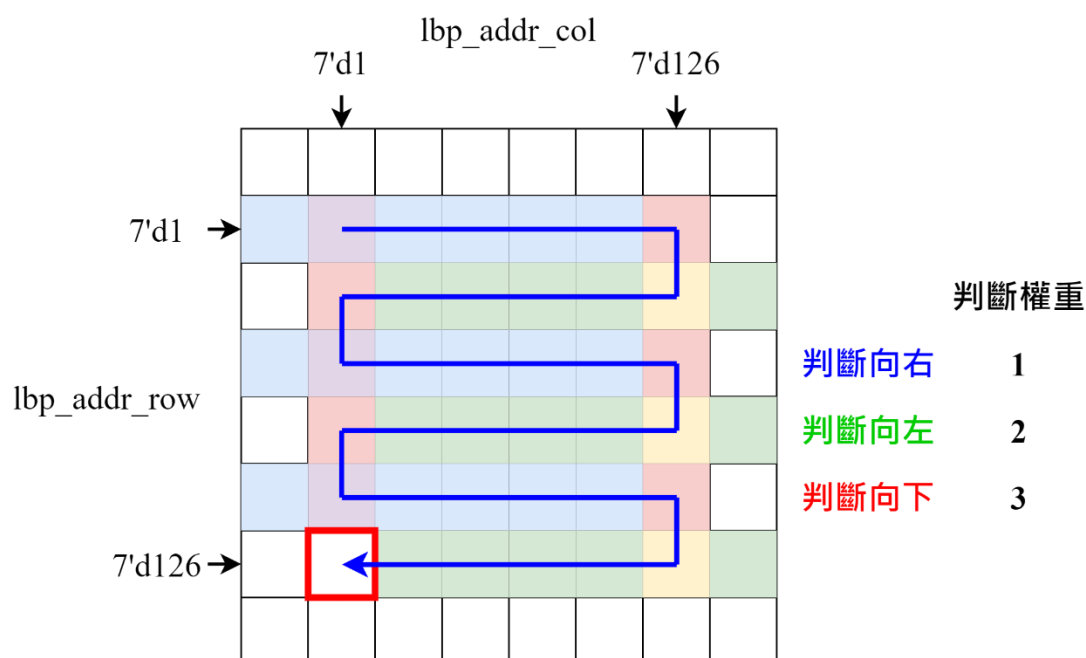 lbp_addr_col
7'd1
7'd126
7'd1
判斷權重
判斷向右 1
lbp_addr_row
判斷向左 2
判斷向下 3
7'd126